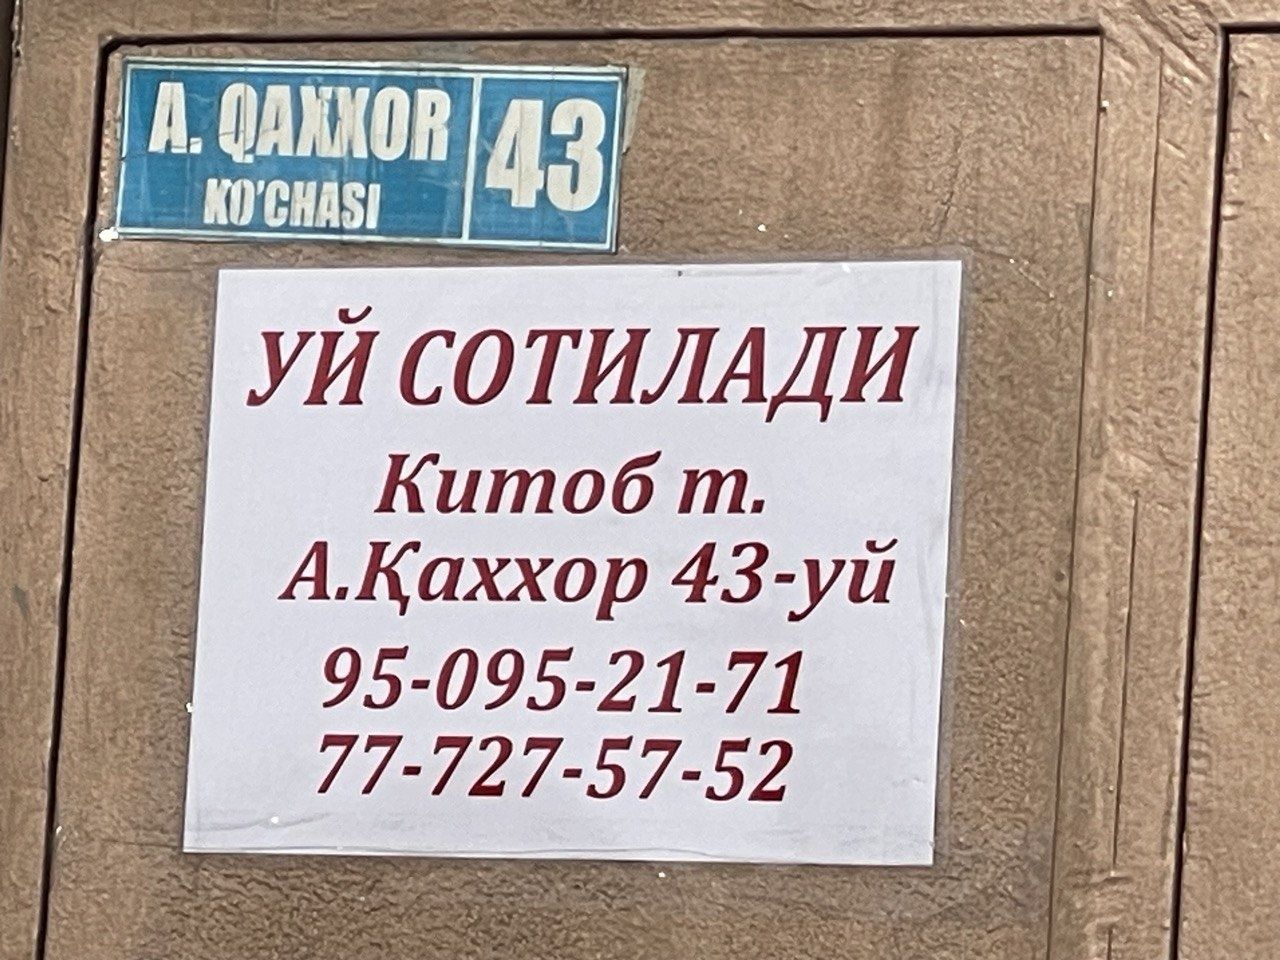 A. QAXXOR
KO'CHASI
43
УЙ СОТИЛАДИ
Китоб т.
А.Қаххор 43-уй
95-095-21-71
77-727-57-52